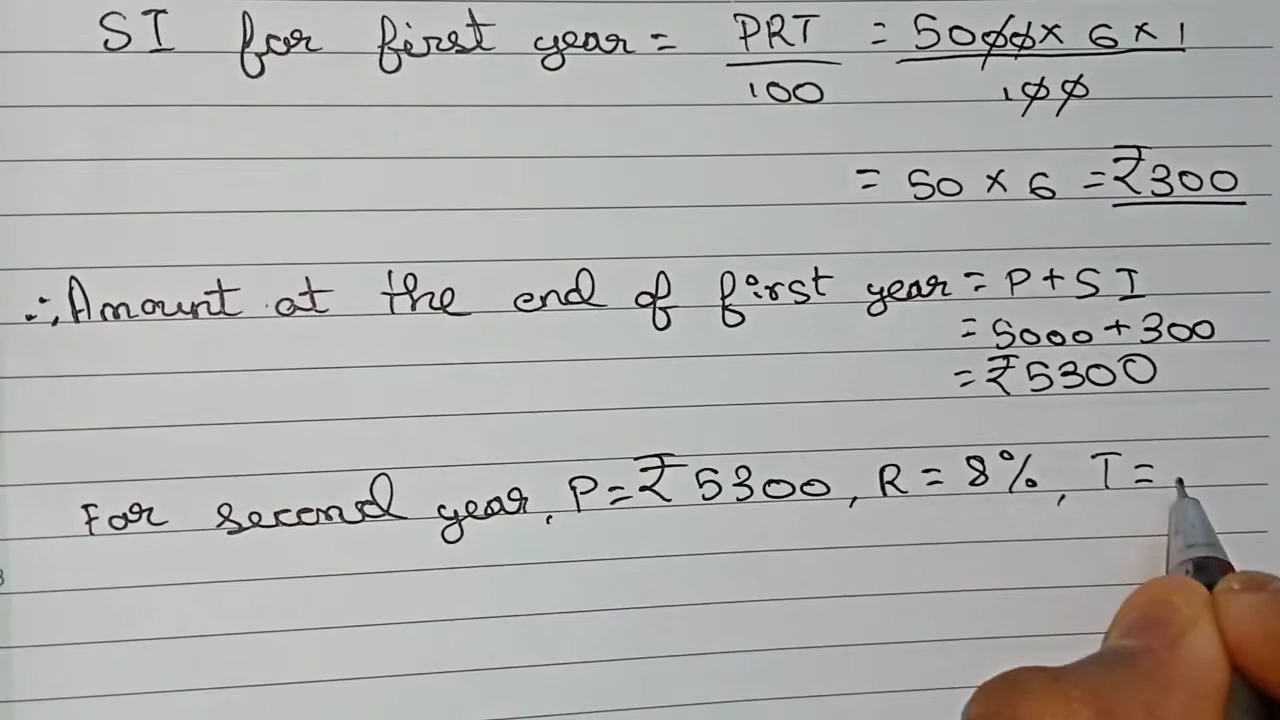 SI for first year = PRT/100 = 5000 × 6 × 1/100
= 50 × 6 = ₹300
∴ Amount at the end of first year = P + SI
= 5000 + 300
= ₹5300
For second year, P = ₹5300, R = 8%, T =